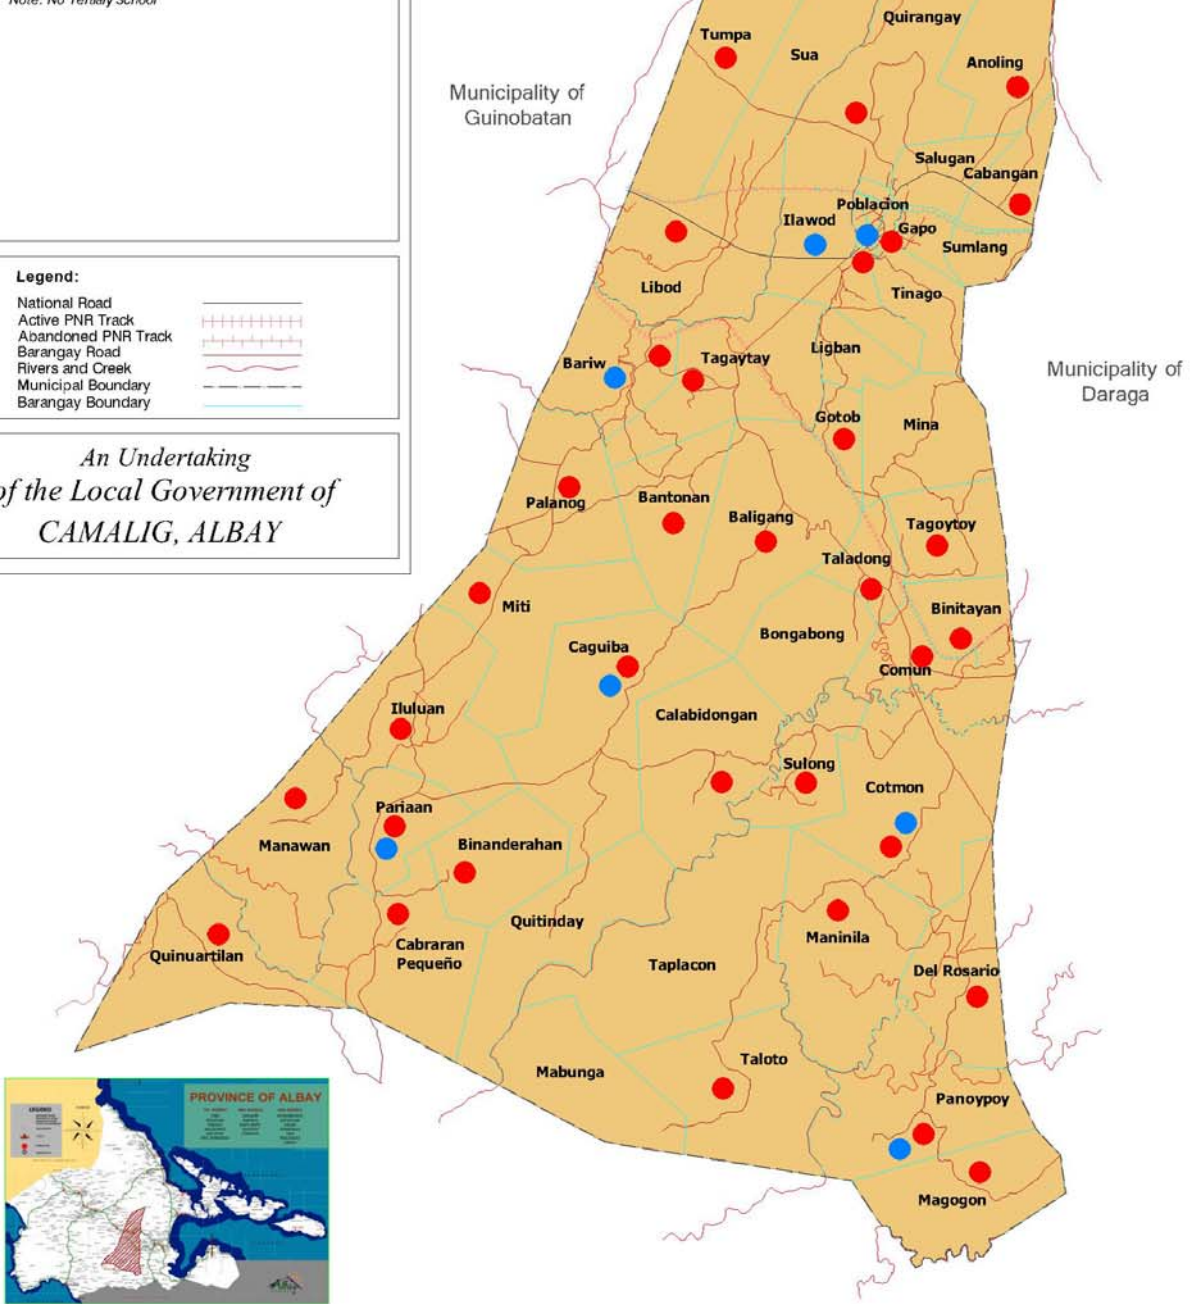 Note: No Tertiary School
Quirangay
Tumpa
Sua
Anoling
Municipality of
Guinobatan
Salugan
Cabangan
Poblacion
Ilawod
Gapo
Sumlang
Libod
Tinago
Legend:
National Road
Active PNR Track
Abandoned PNR Track
Barangay Road
Rivers and Creek
Municipal Boundary
Barangay Boundary
Bariw
Tagaytay
Ligban
Municipality of
Daraga
Gotob
Mina
An Undertaking
of the Local Government of
CAMALIG, ALBAY
Palanog
Bantonan
Baligang
Tagoytoy
Taladong
Miti
Binitayan
Bongabong
Caguiba
Comun
Iluluan
Calabidongan
Sulong
Cotmon
Pariaan
Manawan
Binanderahan
Quitinday
Maninila
Cabraran
Pequeño
Quinuartilan
Taplacon
Del Rosario
Taloto
Mabunga
Panoypoy
Magogon
PROVINCE OF ALBAY